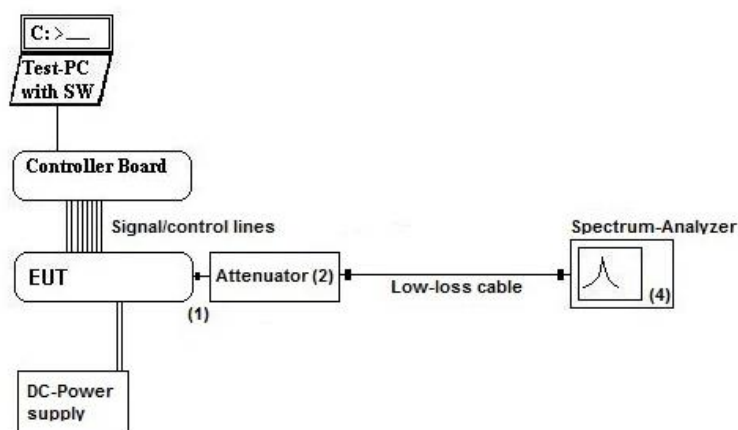 C: >__
Test-PC
with SW
Controller Board
Signal/control lines
Spectrum-Analyzer
EUT
Attenuator (2)
Low-loss cable
(4)
(1)
DC-Power
supply